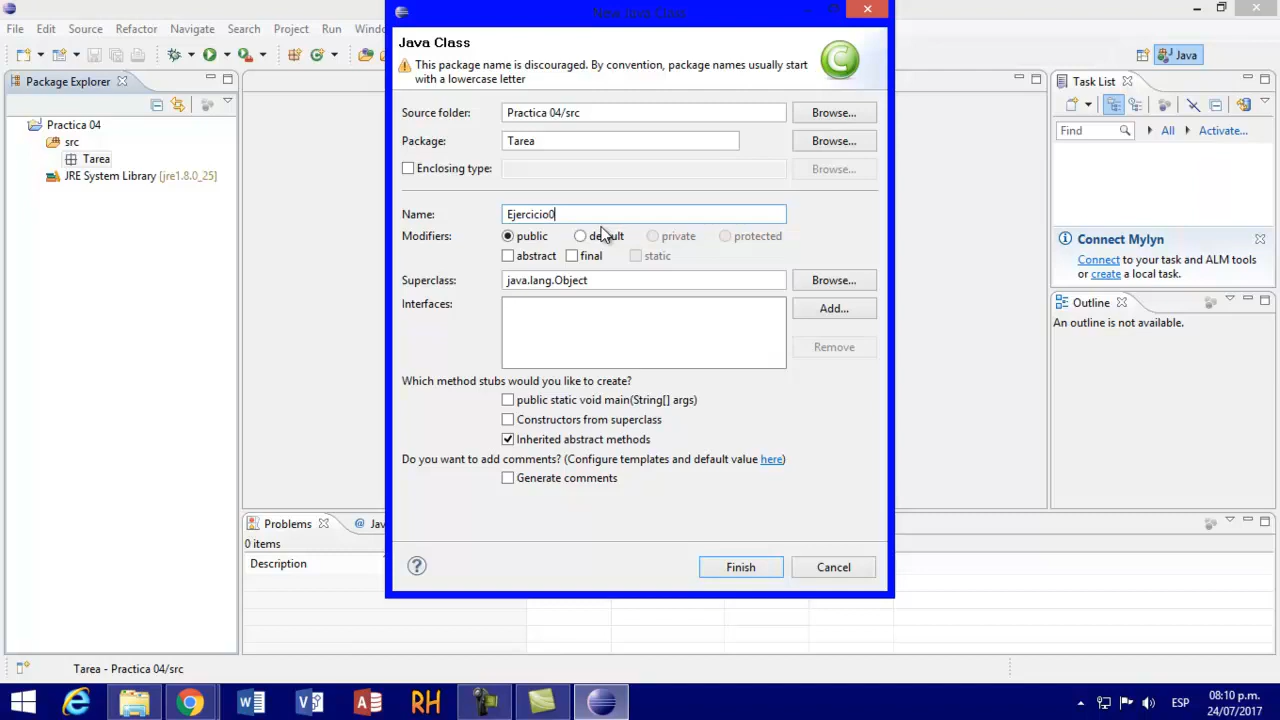 New Java Class
File Edit Source Refactor Navigate Search Project Run Windo
Java
Package Explorer
Practica 04
src
Tarea
JRE System Library [jre1.8.0_25]
Java Class
This package name is discouraged. By convention, package names usually start
with a lowercase letter
Source folder: Practica 04/src Browse...
Package: Tarea Browse...
Enclosing type: Browse...
Name: Ejercicio0
Modifiers: public default private protected
abstract final static
Superclass: java.lang.Object Browse...
Interfaces: Add...
Remove
Which method stubs would you like to create?
public static void main(String[] args)
Constructors from superclass
Inherited abstract methods
Do you want to add comments? (Configure templates and default value here)
Generate comments
Finish Cancel
Task List
Find All Activate...
Connect Mylyn
Connect to your task and ALM tools
or create a local task.
Outline
An outline is not available.
Problems @ Jav
0 items
Description
Tarea - Practica 04/src
RH
ESP
08:10 p.m.
24/07/2017